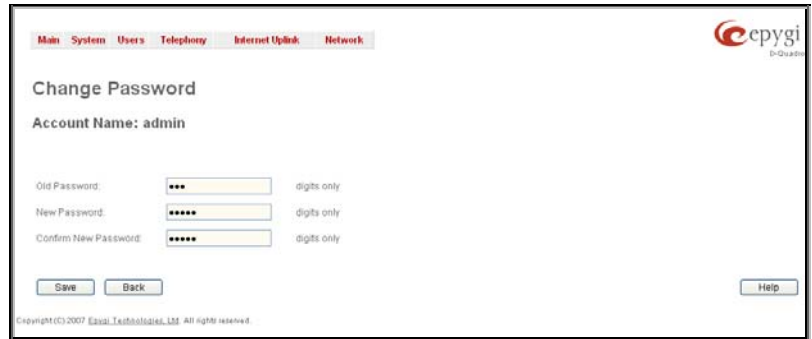 Main System Users Telephony Internet Uplink Network
epygi
D-Quadro
Change Password
Account Name: admin
Old Password: ••• digits only
New Password: ••••• digits only
Confirm New Password: ••••• digits only
Save Back Help
Copyright (C) 2007 Epygi Technologies, Ltd. All rights reserved.